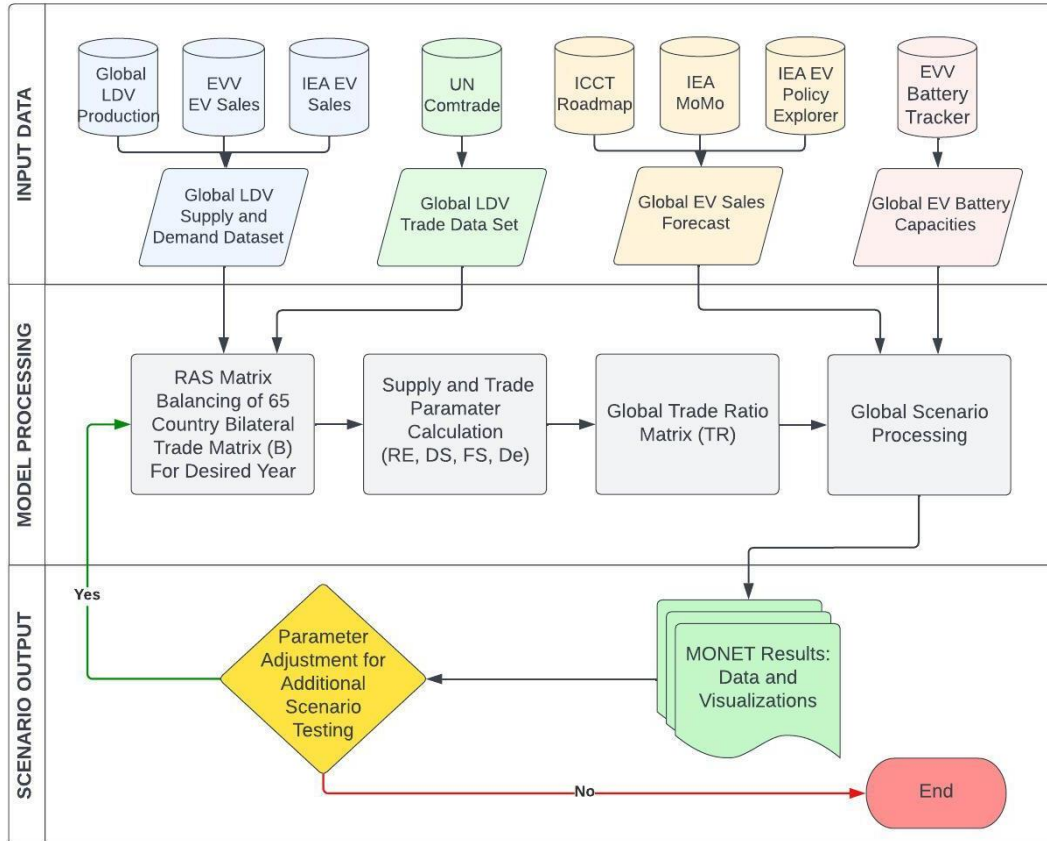 INPUT DATA
Global
LDV
Production
EVV
EV Sales
IEA EV
Sales
UN
Comtrade
ICCT
Roadmap
IEA
MoMo
IEA EV
Policy
Explorer
EVV
Battery
Tracker
Global LDV
Supply and
Demand Dataset
Global LDV
Trade Data Set
Global EV Sales
Forecast
Global EV Battery
Capacities
MODEL PROCESSING
RAS Matrix
Balancing of 65
Country Bilateral
Trade Matrix (B)
For Desired Year
Supply and Trade
Paramater
Calculation
(RE, DS, FS, De)
Global Trade Ratio
Matrix (TR)
Global Scenario
Processing
SCENARIO OUTPUT
Yes
Parameter
Adjustment for
Additional
Scenario
Testing
MONET Results:
Data and
Visualizations
No
End